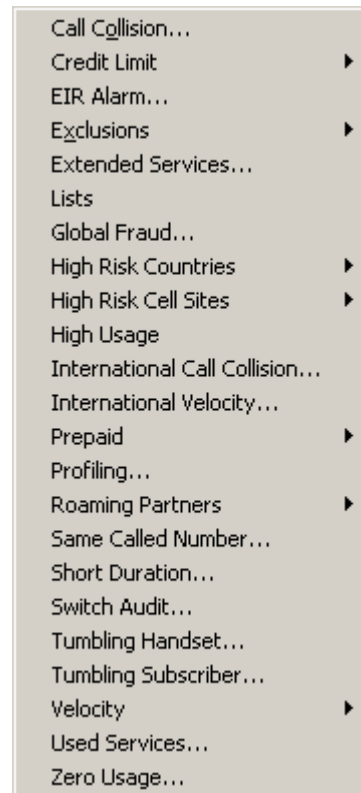 Call Collision...
Credit Limit
EIR Alarm...
Exclusions
Extended Services...
Lists
Global Fraud...
High Risk Countries
High Risk Cell Sites
High Usage
International Call Collision...
International Velocity...
Prepaid
Profiling...
Roaming Partners
Same Called Number...
Short Duration...
Switch Audit...
Tumbling Handset...
Tumbling Subscriber...
Velocity
Used Services...
Zero Usage...